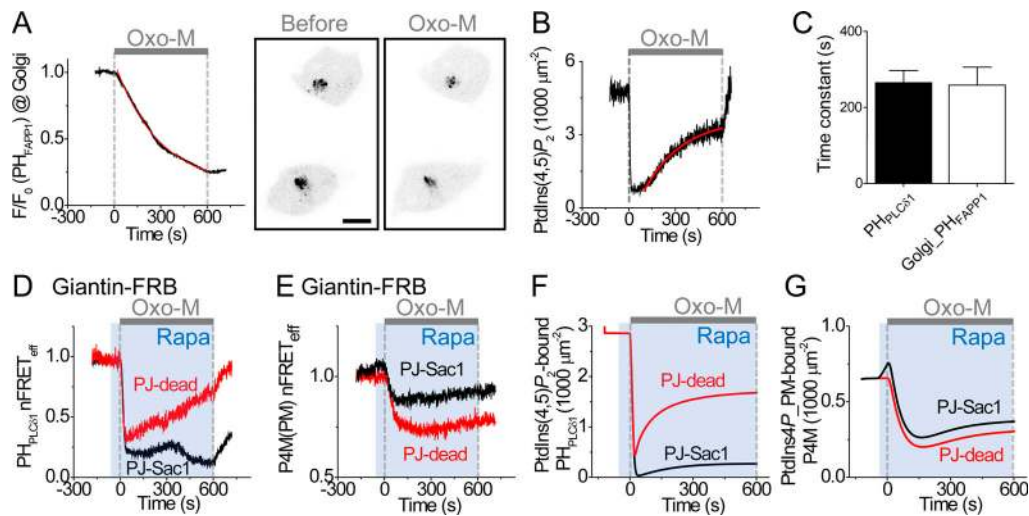 A
Oxo-M
F/F0 (PHFAPP1) @ Golgi
1.0
0.5
0.0
-300
0
300
600
Time (s)
Before
Oxo-M
B
Oxo-M
PtdIns(4,5)P2 (1000 µm-2)
6
3
0
-300
0
300
600
Time (s)
C
Time constant (s)
400
200
0
PHPLCδ1
Golgi_PHFAPP1
D
Giantin-FRB
Oxo-M
Rapa
PHPLCδ1 nFRETeff
1.0
0.75
0.5
0.25
0.0
PJ-dead
PJ-Sac1
-300
0
300
600
Time (s)
E
Giantin-FRB
Oxo-M
Rapa
P4M(PM) nFRETeff
1.0
0.5
PJ-Sac1
PJ-dead
-300
0
300
600
Time (s)
F
Oxo-M
Rapa
PtdIns(4,5)P2-bound
PHPLCδ1 (1000 µm-2)
3
2
1
0
PJ-dead
PJ-Sac1
0
300
600
Time (s)
G
Oxo-M
Rapa
PtdIns4P_PM-bound
P4M (1000 µm-2)
1.0
0.5
0.0
PJ-Sac1
PJ-dead
0
300
600
Time (s)